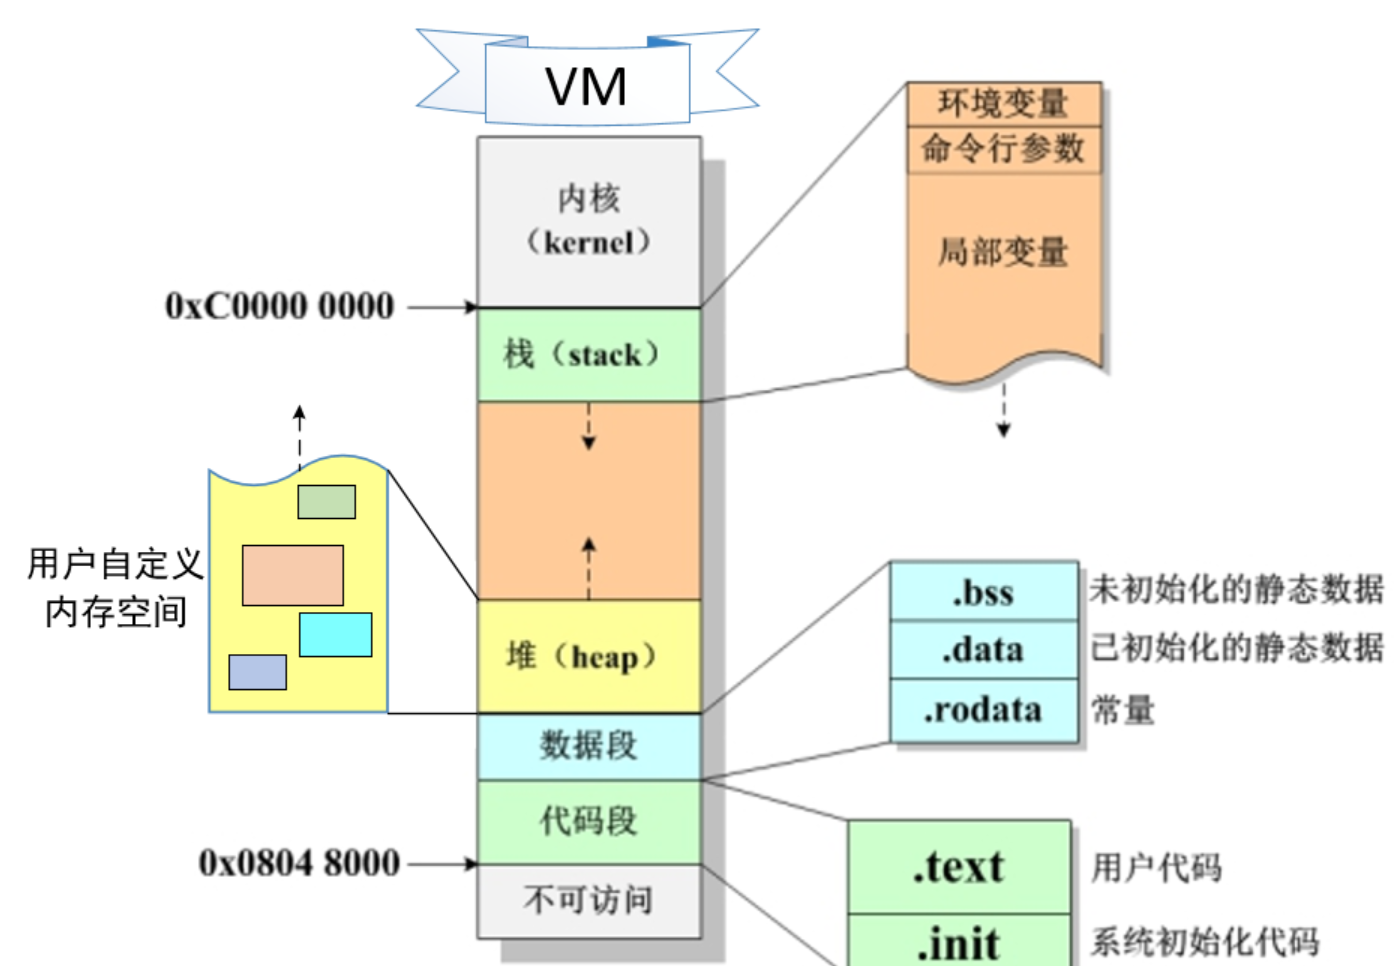 VM
环境变量
命令行参数
局部变量
内核
（kernel）
0xC0000 0000
栈（stack）
用户自定义
内存空间
堆（heap）
.bss
未初始化的静态数据
.data
已初始化的静态数据
.rodata
常量
数据段
代码段
0x0804 8000
不可访问
.text
用户代码
.init
系统初始化代码